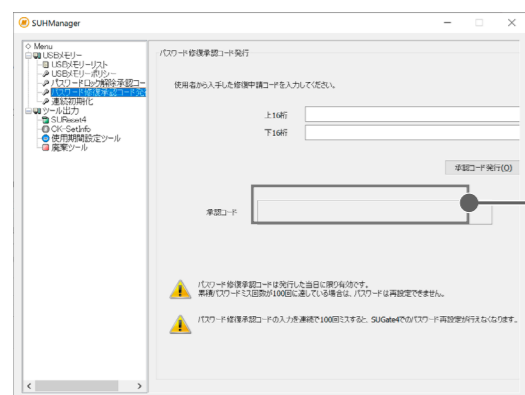 SUHManager
Menu
USBメモリー
USBメモリーリスト
USBメモリーポリシー
パスワードロック解除承認コー
パスワード修復承認コード発
連続初期化
ツール出力
SUReset4
CK-SetInfo
使用期間設定ツール
廃棄ツール
パスワード修復承認コード発行
使用者から入手した修復申請コードを入力してください。
上16桁
下16桁
承認コード発行(O)
承認コード
パスワード修復承認コードは発行した当日に限り有効です。
累積パスワードミス回数が100回に達している場合は、パスワードは再設定できません。
パスワード修復承認コードの入力を連続で100回ミスすると、SUGate4でのパスワード再設定が行えなくなります。